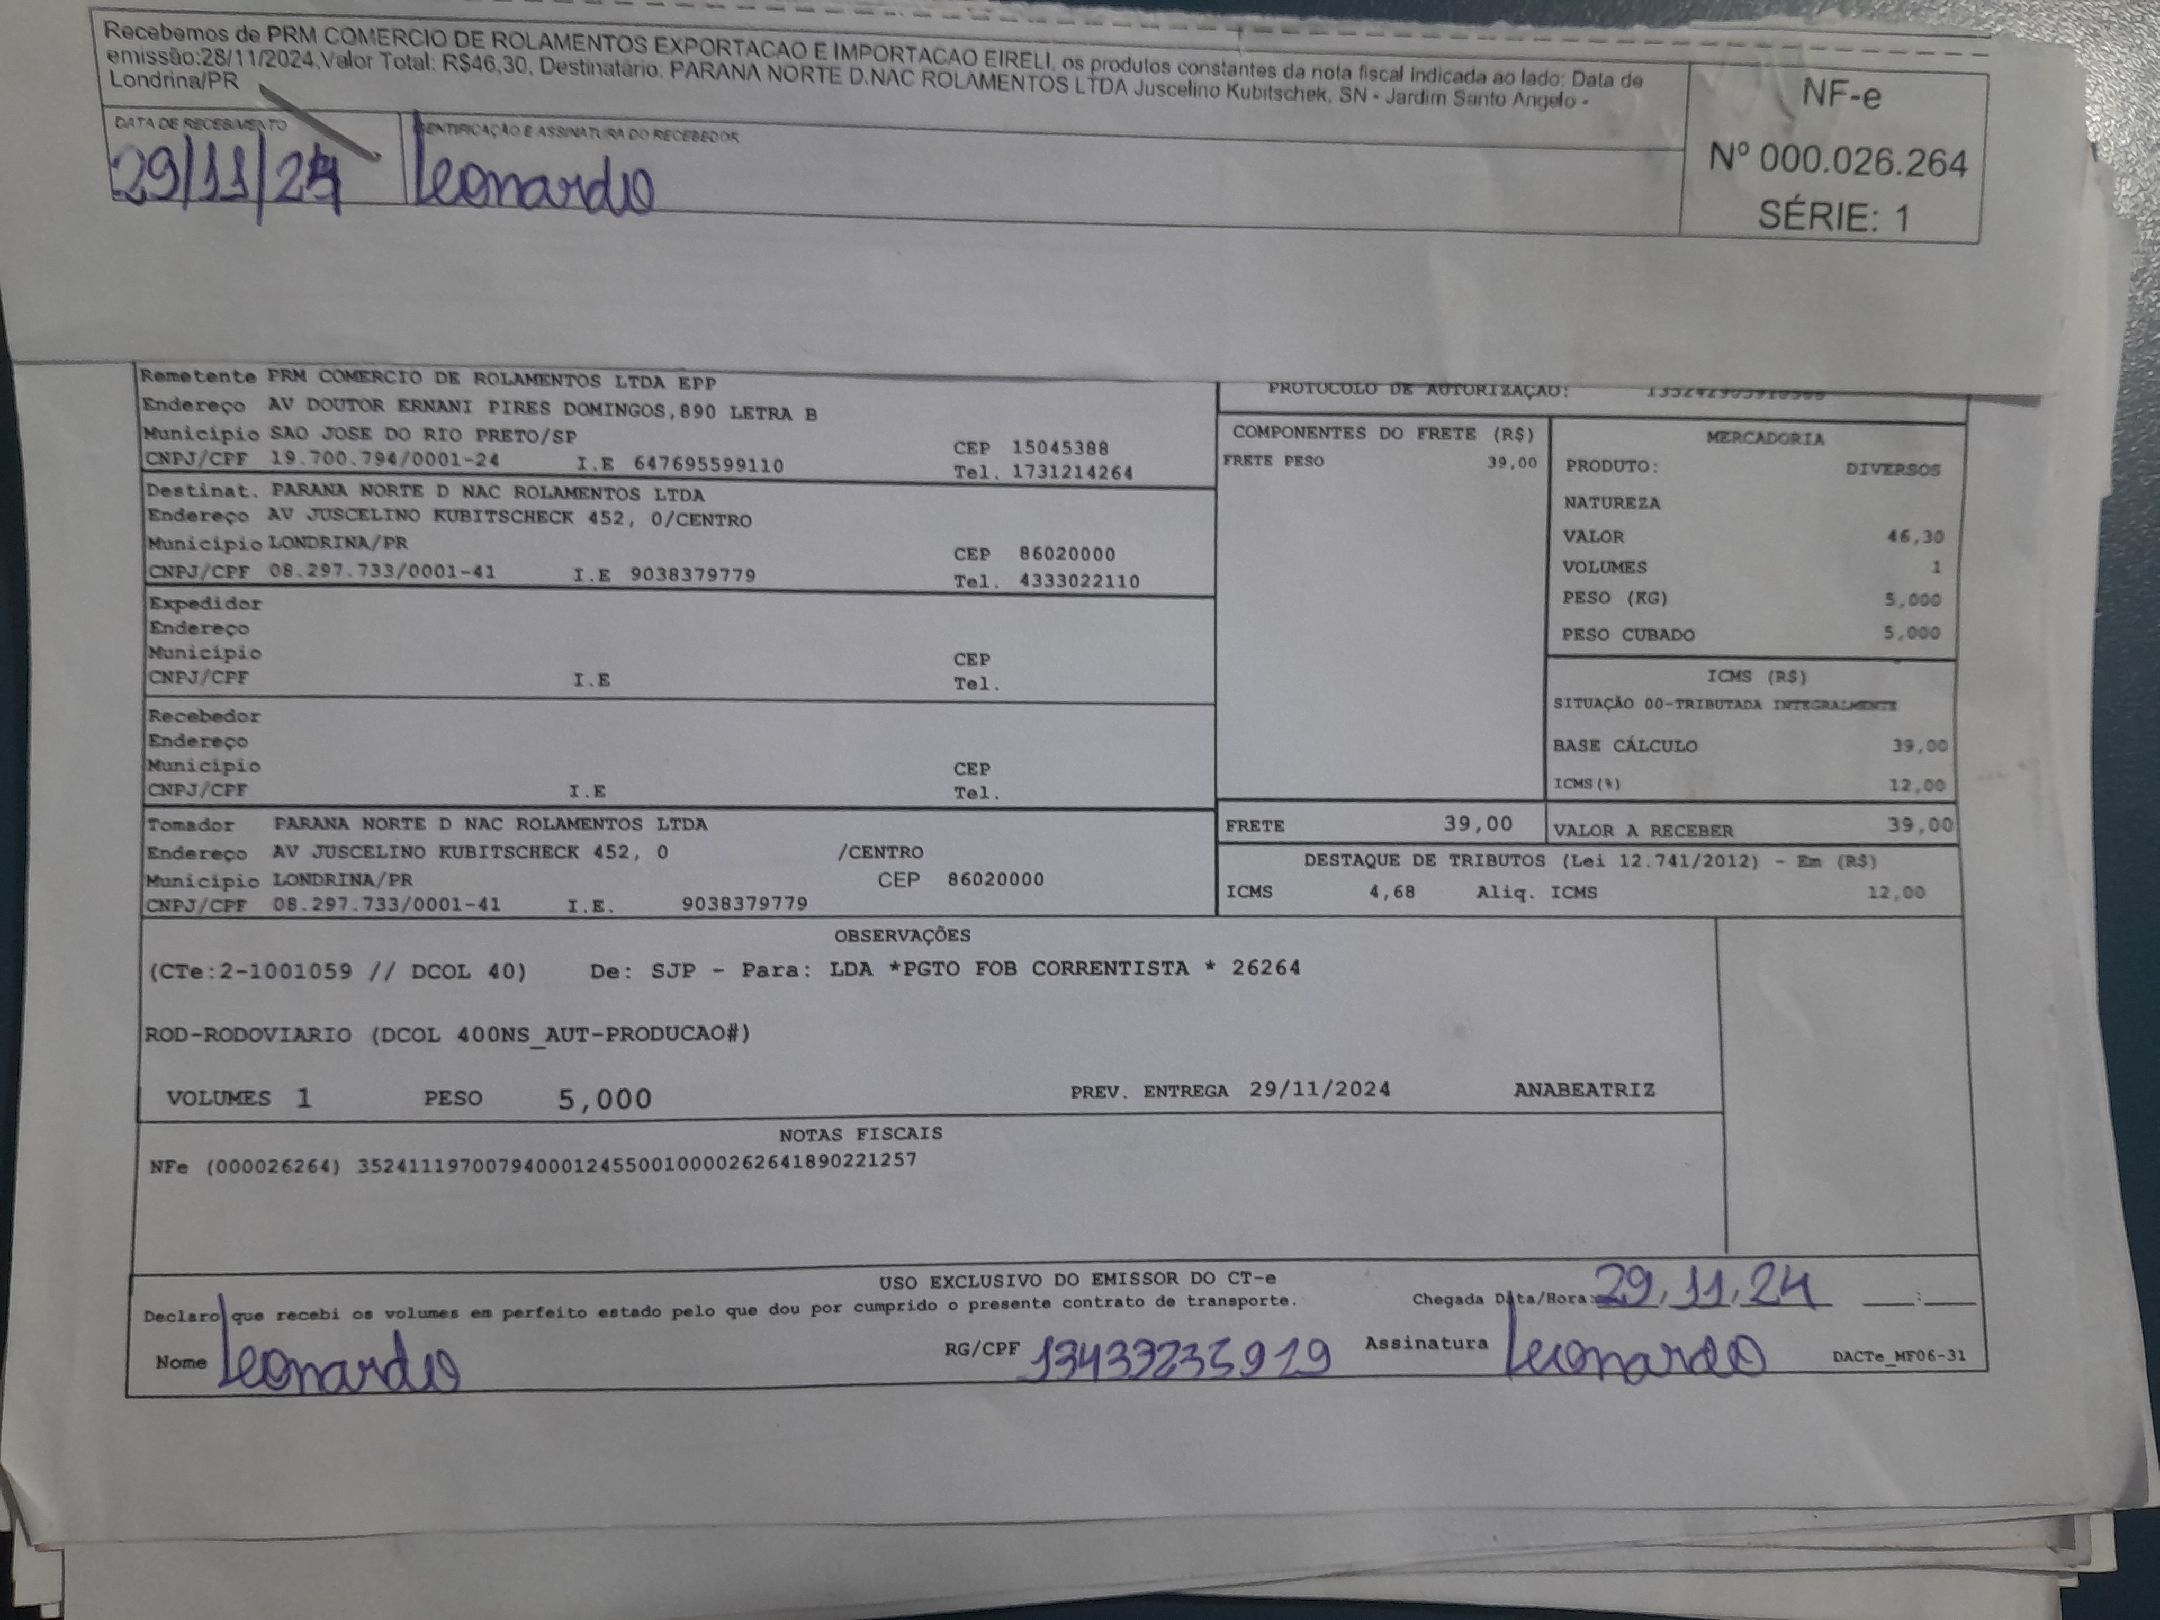 Recebemos de PRM COMERCIO DE ROLAMENTOS EXPORTACAO E IMPORTACAO EIRELI, os produtos constantes da nota fiscal indicada ao lado: Data de
emissão:28/11/2024,Valor Total: R$46,30, Destinatário: PARANA NORTE D.NAC ROLAMENTOS LTDA Juscelino Kubitschek, SN - Jardim Santo Angelo -
Londrina/PR
NF-e
Nº 000.026.264
SÉRIE: 1
DATA DE RECEBIMENTO
29/11/24
IDENTIFICAÇÃO E ASSINATURA DO RECEBEDOR
Leonardo
Remetente PRM COMERCIO DE ROLAMENTOS LTDA EPP
Endereço AV DOUTOR ERNANI PIRES DOMINGOS,890 LETRA B
Município SAO JOSE DO RIO PRETO/SP CEP 15045388
CNPJ/CPF 19.700.794/0001-24 I.E 647695599110 Tel. 1731214264
Destinat. PARANA NORTE D NAC ROLAMENTOS LTDA
Endereço AV JUSCELINO KUBITSCHECK 452, 0/CENTRO
Município LONDRINA/PR CEP 86020000
CNPJ/CPF 08.297.733/0001-41 I.E 9038379779 Tel. 4333022110
Expedidor
Endereço
Município CEP
CNPJ/CPF I.E Tel.
Recebedor
Endereço
Município CEP
CNPJ/CPF I.E Tel.
Tomador PARANA NORTE D NAC ROLAMENTOS LTDA
Endereço AV JUSCELINO KUBITSCHECK 452, 0 /CENTRO
Município LONDRINA/PR CEP 86020000
CNPJ/CPF 08.297.733/0001-41 I.E. 9038379779
PROTOCOLO DE AUTORIZAÇÃO:
COMPONENTES DO FRETE (R$)
FRETE PESO 39,00
MERCADORIA
PRODUTO: DIVERSOS
NATUREZA
VALOR 46,30
VOLUMES 1
PESO (KG) 5,000
PESO CUBADO 5,000
ICMS (R$)
SITUAÇÃO 00-TRIBUTADA INTEGRALMENTE
BASE CÁLCULO 39,00
ICMS(%) 12,00
FRETE 39,00 VALOR A RECEBER 39,00
DESTAQUE DE TRIBUTOS (Lei 12.741/2012) - Em (R$)
ICMS 4,68 Aliq. ICMS 12,00
OBSERVAÇÕES
(CTe:2-1001059 // DCOL 40) De: SJP - Para: LDA *PGTO FOB CORRENTISTA * 26264
ROD-RODOVIARIO (DCOL 400NS_AUT-PRODUCAO#)
VOLUMES 1 PESO 5,000 PREV. ENTREGA 29/11/2024 ANABEATRIZ
NOTAS FISCAIS
NFe (000026264) 35241119700794000124550010000262641890221257
USO EXCLUSIVO DO EMISSOR DO CT-e
Declaro que recebi os volumes em perfeito estado pelo que dou por cumprido o presente contrato de transporte. Chegada Data/Hora: 29.11.24 ___:___
Nome Leonardo RG/CPF 13433235919 Assinatura Leonardo DACTe_MF06-31